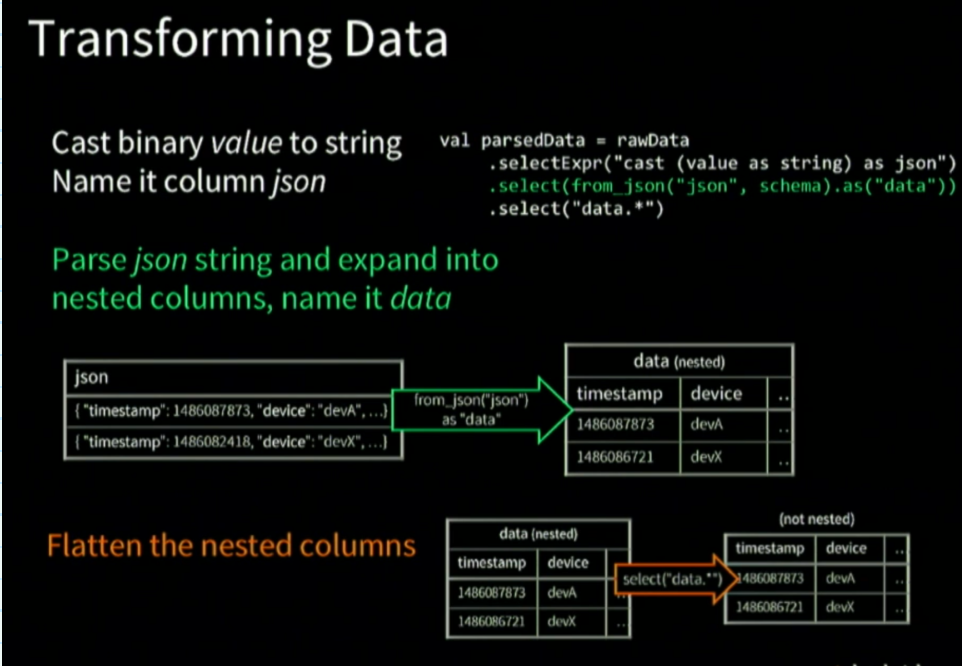 Transforming Data
Cast binary value to string
Name it column json
val parsedData = rawData
.selectExpr("cast (value as string) as json")
.select(from_json("json", schema).as("data"))
.select("data.*")
Parse json string and expand into
nested columns, name it data
json
{ "timestamp": 1486087873, "device": "devA", …}
{ "timestamp": 1486082418, "device": "devX", …}
from_json("json")
as "data"
data (nested)
timestamp device ..
1486087873 devA ..
1486086721 devX ..
Flatten the nested columns
data (nested)
timestamp device
1486087873 devA ..
1486086721 devX ..
select("data.*")
(not nested)
timestamp device ..
1486087873 devA ..
1486086721 devX ..